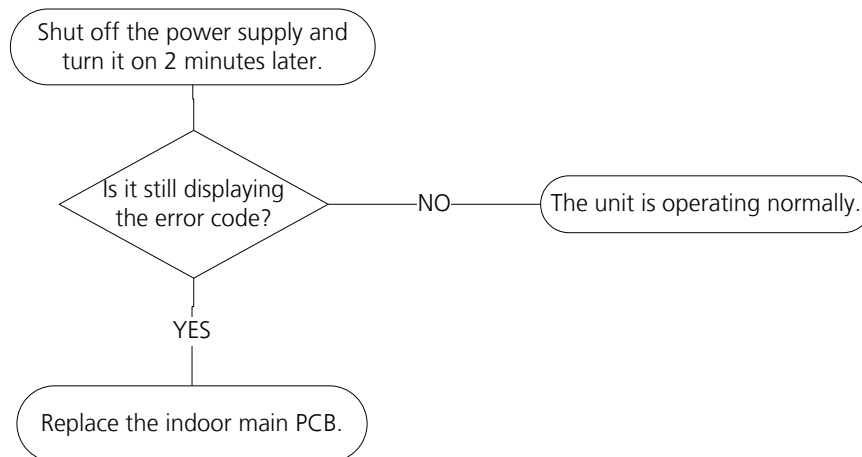 Shut off the power supply and
turn it on 2 minutes later.
Is it still displaying
the error code?
NO
The unit is operating normally.
YES
Replace the indoor main PCB.